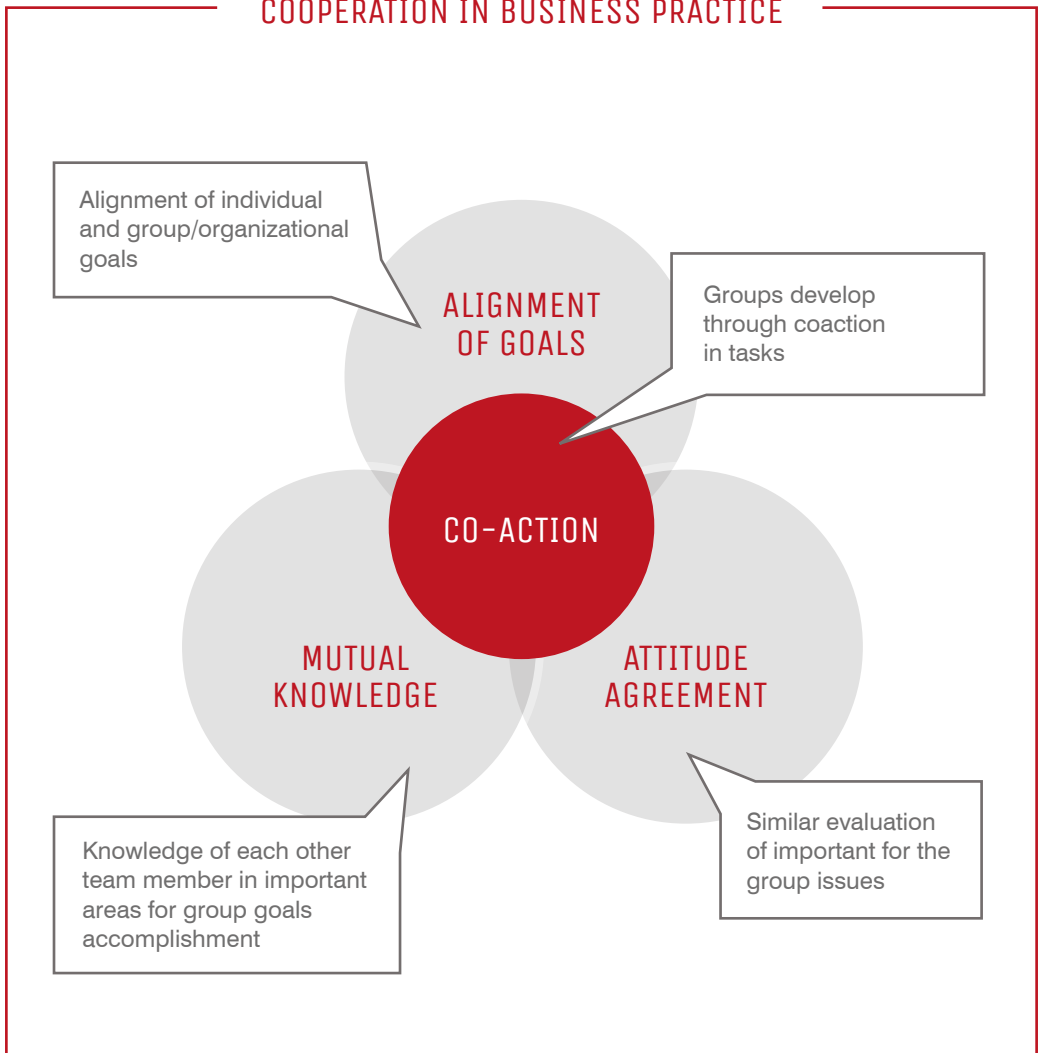 COOPERATION IN BUSINESS PRACTICE
Alignment of individual
and group/organizational
goals
ALIGNMENT
OF GOALS
Groups develop
through coaction
in tasks
CO-ACTION
MUTUAL
KNOWLEDGE
ATTITUDE
AGREEMENT
Knowledge of each other
team member in important
areas for group goals
accomplishment
Similar evaluation
of important for the
group issues